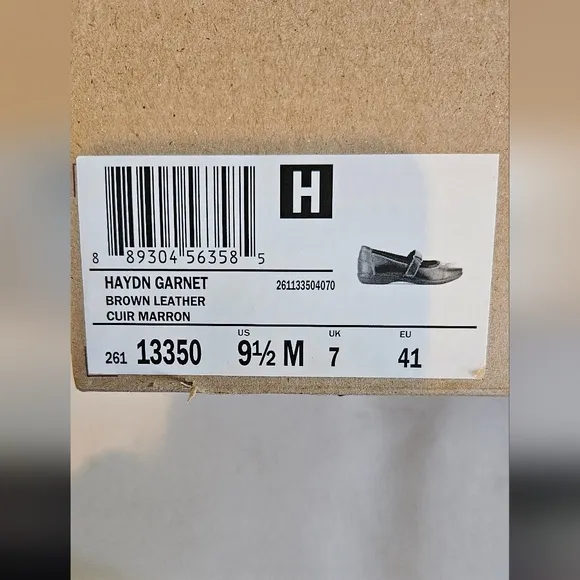 H
8 89304 56358 5
HAYDN GARNET 261133504070
BROWN LEATHER
CUIR MARRON
US UK EU
261 13350 9½ M 7 41